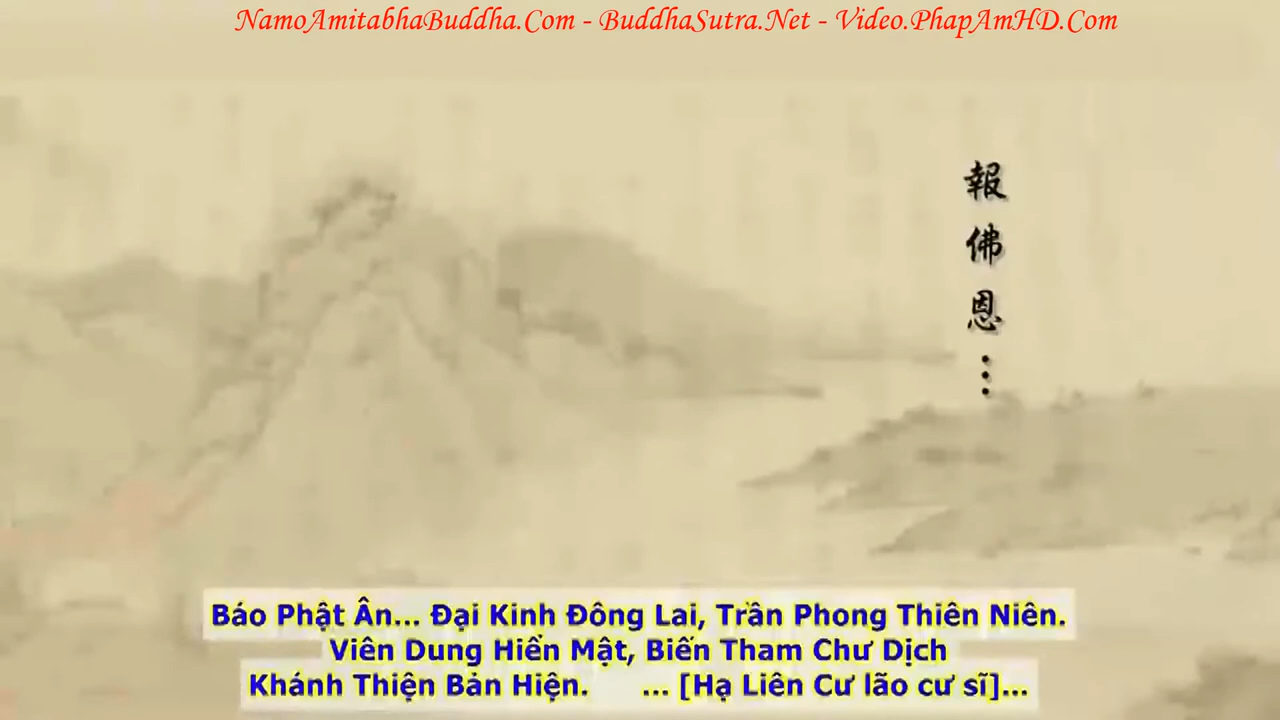 NamoAmitabhaBuddha.Com - BuddhaSutra.Net - Video.PhapAmHD.Com
報佛恩…
Báo Phật Ân... Đại Kinh Đông Lai, Trần Phong Thiên Niên.
Viên Dung Hiển Mật, Biến Tham Chư Dịch
Khánh Thiện Bản Hiện. ... [Hạ Liên Cư lão cư sĩ]...